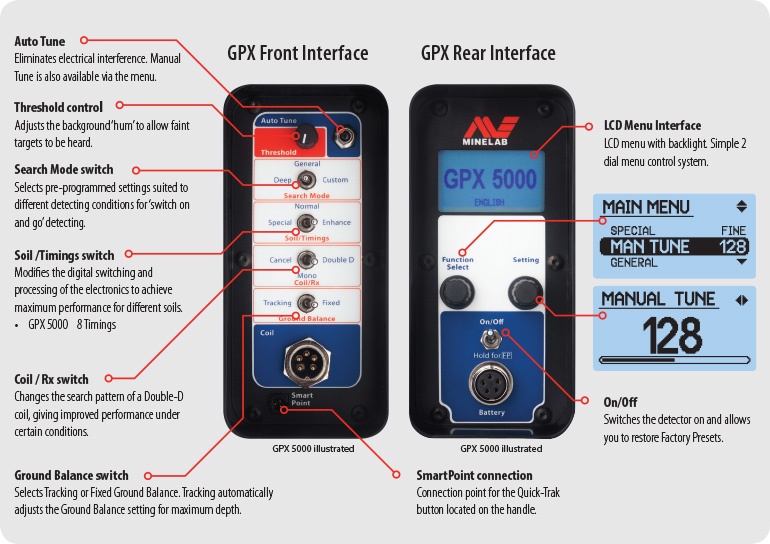 GPX Front Interface
GPX Rear Interface
Auto Tune
Eliminates electrical interference. Manual
Tune is also available via the menu.
Threshold control
Adjusts the background 'hum' to allow faint
targets to be heard.
Search Mode switch
Selects pre-programmed settings suited to
different detecting conditions for 'switch on
and go' detecting.
Soil /Timings switch
Modifies the digital switching and
processing of the electronics to achieve
maximum performance for different soils.
• GPX 5000 8 Timings
Coil / Rx switch
Changes the search pattern of a Double-D
coil, giving improved performance under
certain conditions.
Ground Balance switch
Selects Tracking or Fixed Ground Balance. Tracking automatically
adjusts the Ground Balance setting for maximum depth.
Auto Tune
Threshold
General
Deep Custom
Search Mode
Normal
Special Enhance
Soil/Timings
Cancel Double D
Mono
Coil/Rx
Tracking Fixed
Ground Balance
Coil
Smart
Point
GPX 5000 illustrated
MINELAB
GPX 5000
ENGLISH
Function
Select
Setting
On/Off
Hold for FP
Battery
GPX 5000 illustrated
SmartPoint connection
Connection point for the Quick-Trak
button located on the handle.
LCD Menu Interface
LCD menu with backlight. Simple 2
dial menu control system.
MAIN MENU
SPECIAL FINE
MAN TUNE 128
GENERAL
MANUAL TUNE
128
On/Off
Switches the detector on and allows
you to restore Factory Presets.